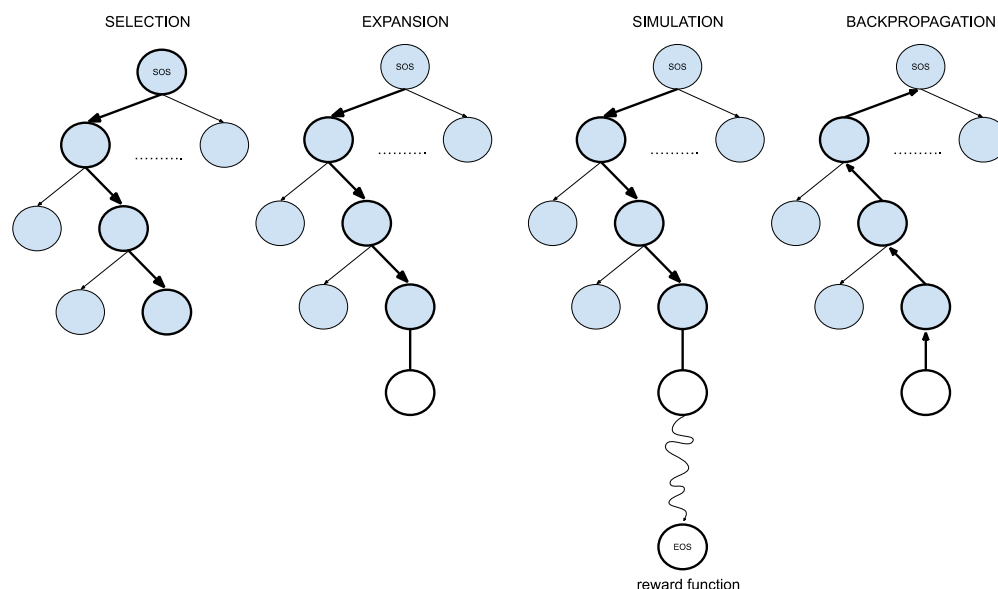 SELECTION
EXPANSION
SIMULATION
BACKPROPAGATION
SOS
SOS
SOS
SOS
..........
..........
..........
..........
EOS
reward function